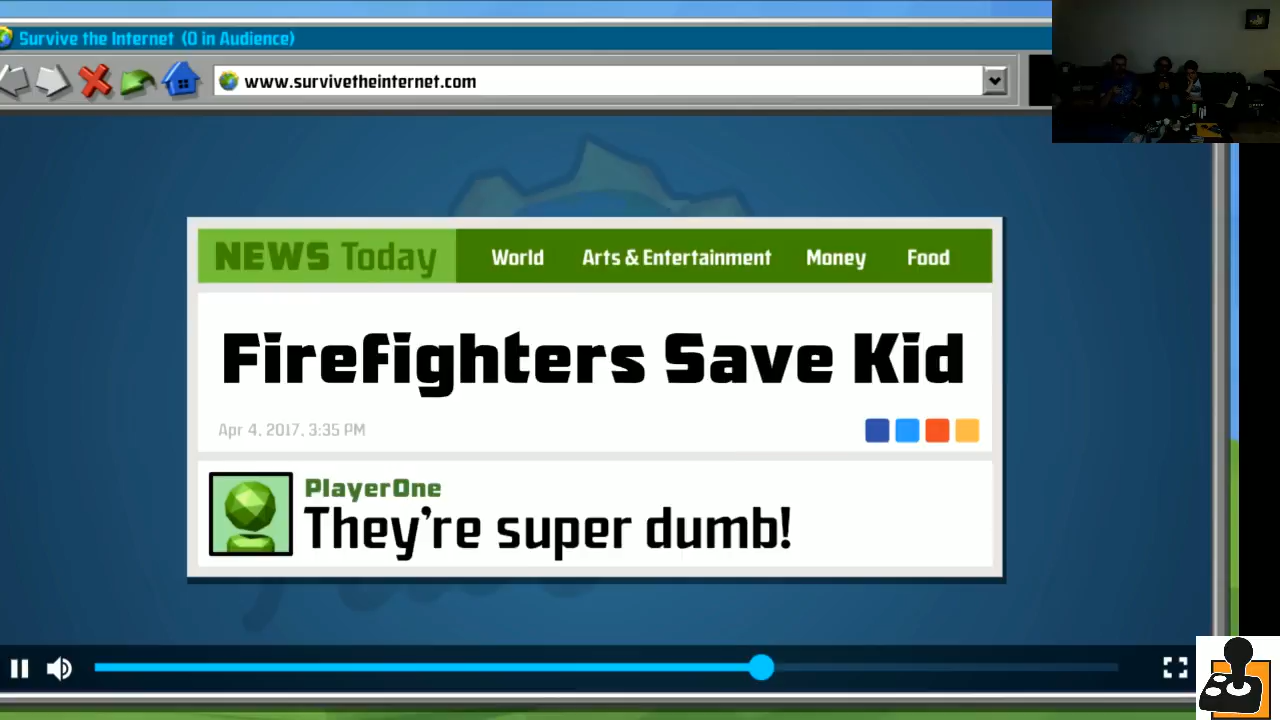 Survive the Internet (0 in Audience)
www.survivetheinternet.com
NEWS Today World Arts & Entertainment Money Food
Firefighters Save Kid
Apr 4, 2017, 3:35 PM
PlayerOne
They're super dumb!